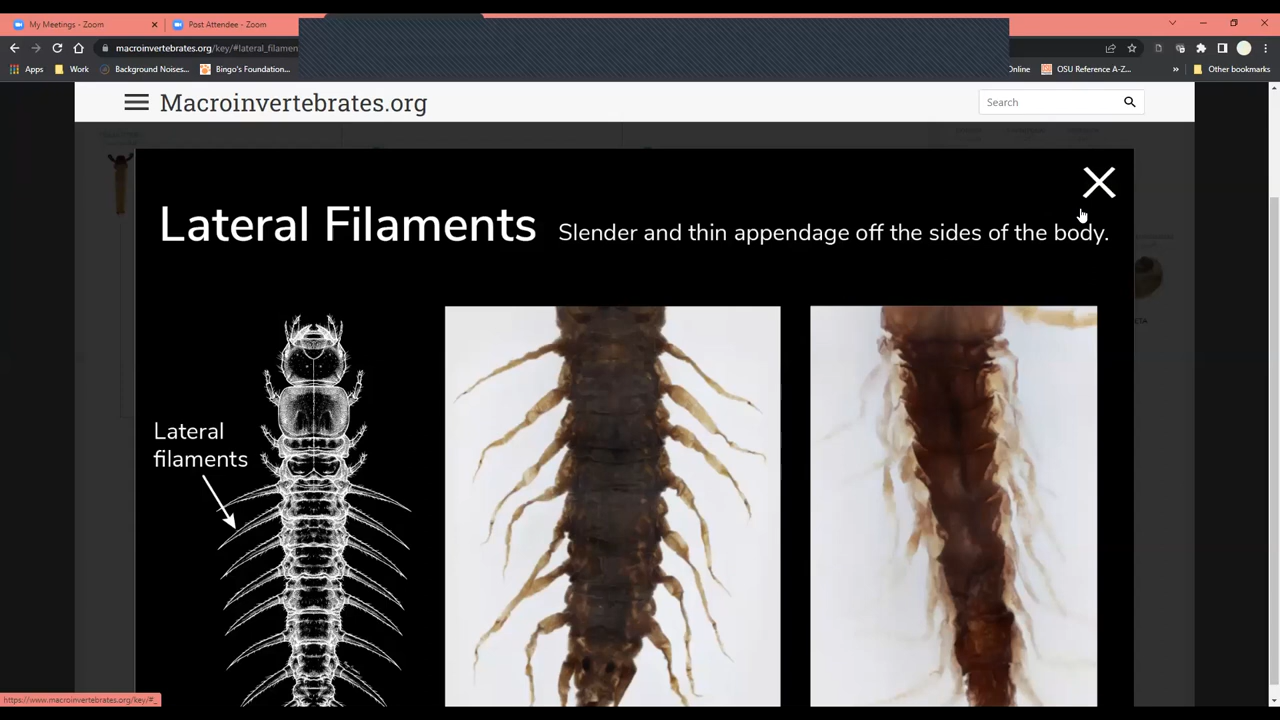 My Meetings - Zoom
Post Attendee - Zoom
macroinvertebrates.org/key/#lateral_filamen
Apps
Work
Background Noises...
Bingo's Foundation...
Online
OSU Reference A-Z...
Other bookmarks
Macroinvertebrates.org
Search
Lateral Filaments
Slender and thin appendage off the sides of the body.
Lateral
filaments
https://www.macroinvertebrates.org/key/#_